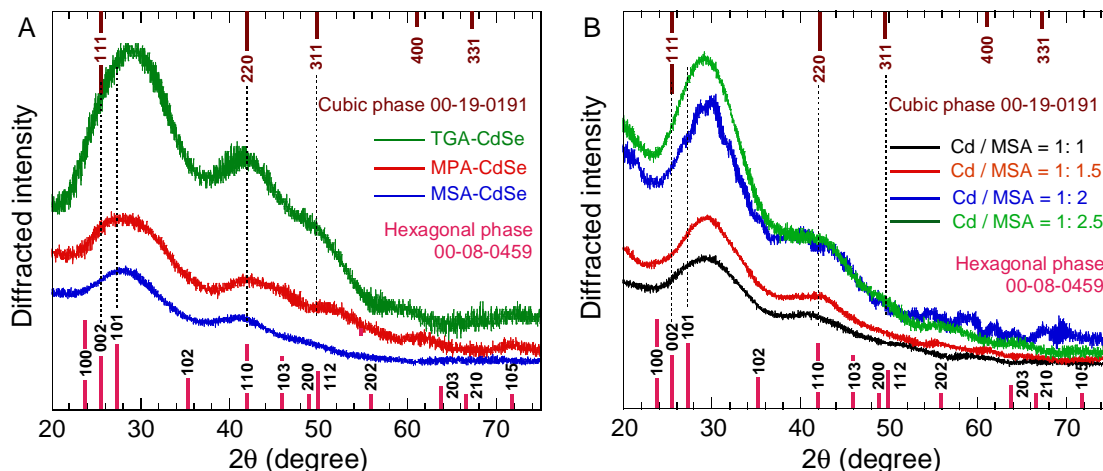 A
111
220
311
400
331
Cubic phase 00-19-0191
TGA-CdSe
MPA-CdSe
MSA-CdSe
Hexagonal phase
00-08-0459
Diffracted intensity
100
002
101
102
110
103
200
112
202
203
210
105
20 30 40 50 60 70
2θ (degree)
B
111
220
311
400
331
Cubic phase 00-19-0191
Cd / MSA = 1: 1
Cd / MSA = 1: 1.5
Cd / MSA = 1: 2
Cd / MSA = 1: 2.5
Hexagonal phase
00-08-0459
Diffracted intensity
100
002
101
102
110
103
200
112
202
203
210
105
20 30 40 50 60 70
2θ (degree)